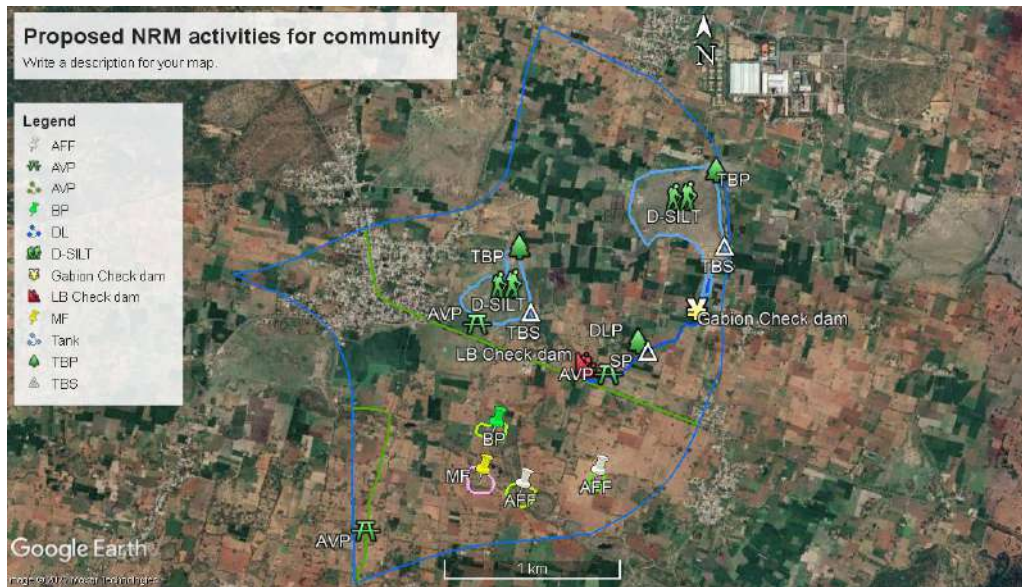 Proposed NRM activities for community
Write a description for your map.
N
Legend
AFF
AVP
AVP
BP
DL
D-SILT
Gabion Check dam
LB Check dam
MF
Tank
TBP
TBS
TBP
D-SILT
TBS
TBP
D-SILT
AVP
TBS
Gabion Check dam
DLP
LB Check dam
SP
AVP
BP
MF
AFF
AFF
AVP
Google Earth
1 km